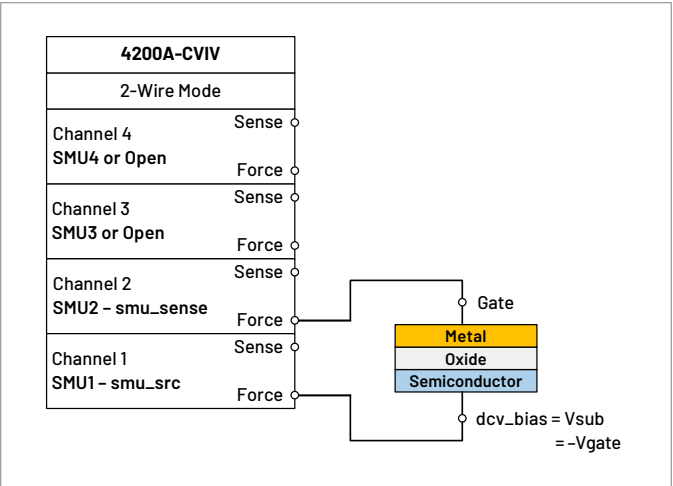 4200A-CVIV
2-Wire Mode
Channel 4
SMU4 or Open
Sense
Force
Channel 3
SMU3 or Open
Sense
Force
Channel 2
SMU2 – smu_sense
Sense
Force
Channel 1
SMU1 – smu_src
Sense
Force
Gate
Metal
Oxide
Semiconductor
dcv_bias = Vsub
= –Vgate